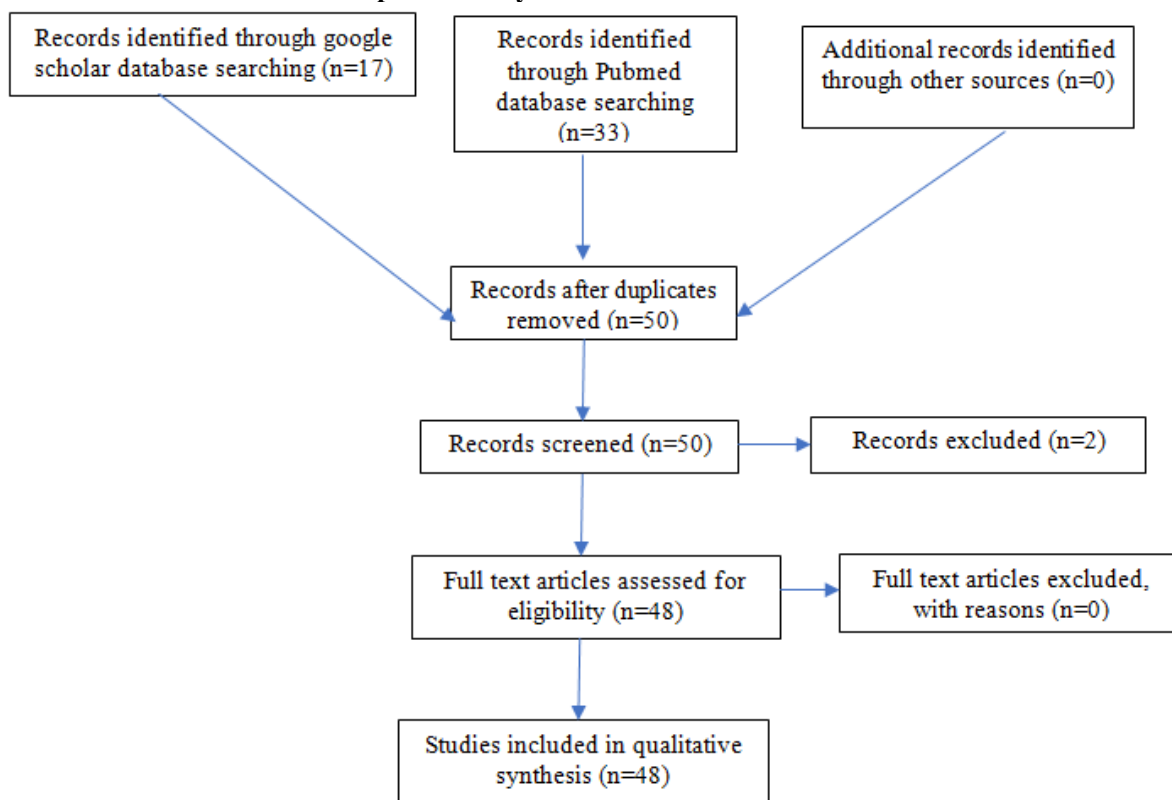 Records identified through google
scholar database searching (n=17)
Records identified
through Pubmed
database searching
(n=33)
Additional records identified
through other sources (n=0)
Records after duplicates
removed (n=50)
Records screened (n=50)
Records excluded (n=2)
Full text articles assessed for
eligibility (n=48)
Full text articles excluded,
with reasons (n=0)
Studies included in qualitative
synthesis (n=48)